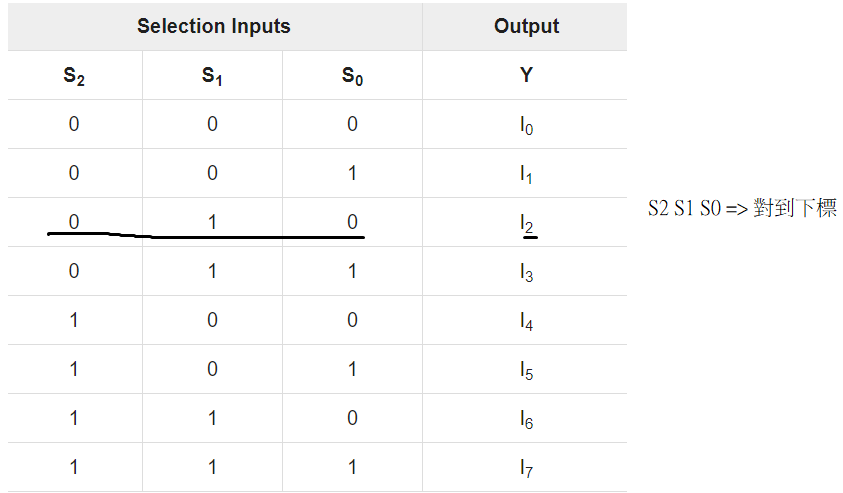 Selection Inputs Output
S₂ S₁ S₀ Y
0 0 0 I₀
0 0 1 I₁
0 1 0 I₂
S2 S1 S0 => 對到下標
0 1 1 I₃
1 0 0 I₄
1 0 1 I₅
1 1 0 I₆
1 1 1 I₇